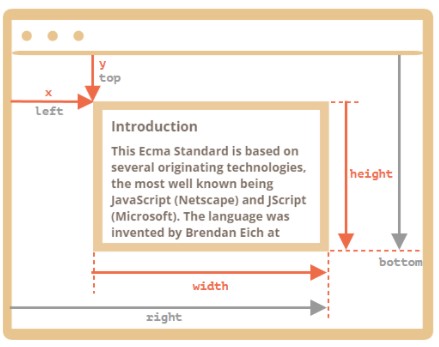 y
top
x
left
Introduction
This Ecma Standard is based on
several originating technologies,
the most well known being
JavaScript (Netscape) and JScript
(Microsoft). The language was
invented by Brendan Eich at
height
bottom
width
right